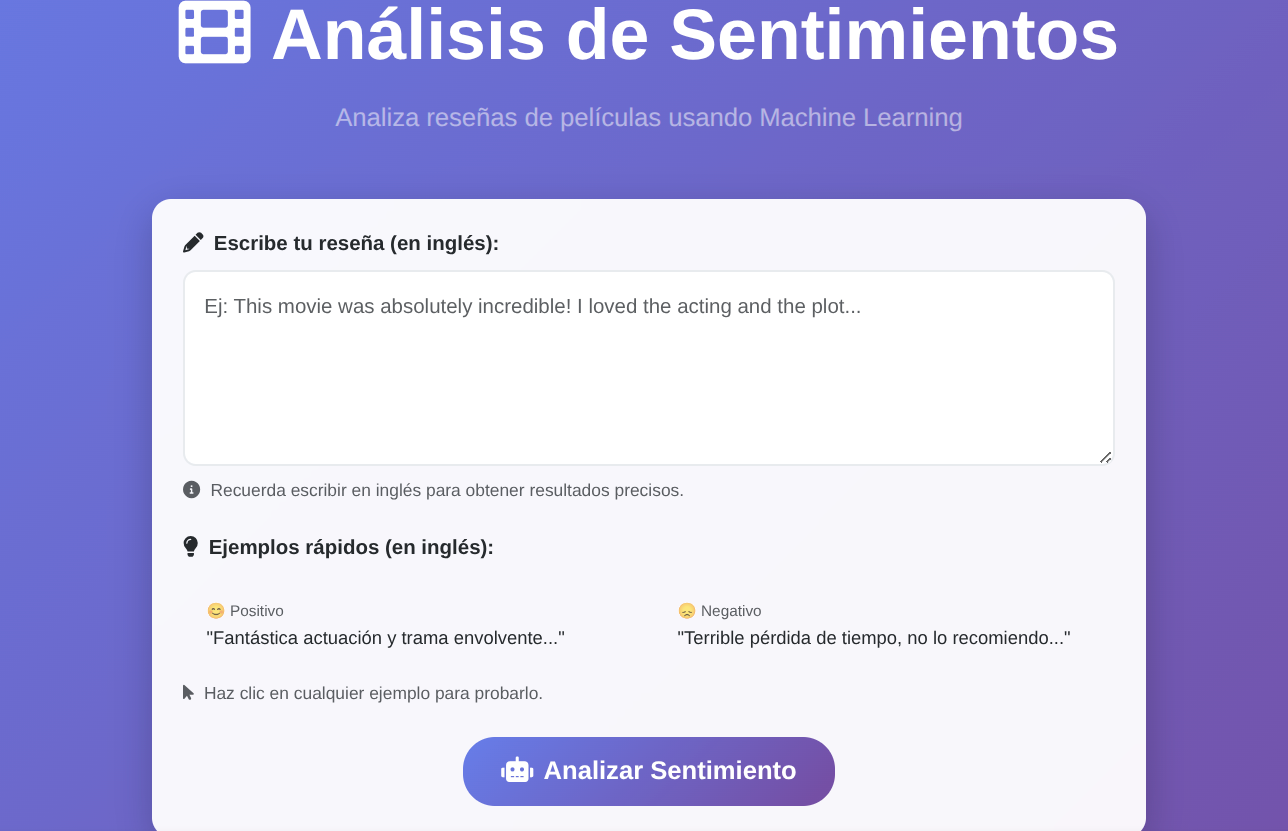 Análisis de Sentimientos
Analiza reseñas de películas usando Machine Learning
Escribe tu reseña (en inglés):
Ej: This movie was absolutely incredible! I loved the acting and the plot...
Recuerda escribir en inglés para obtener resultados precisos.
Ejemplos rápidos (en inglés):
😊 Positivo
"Fantástica actuación y trama envolvente..."
😞 Negativo
"Terrible pérdida de tiempo, no lo recomiendo..."
Haz clic en cualquier ejemplo para probarlo.
Analizar Sentimiento